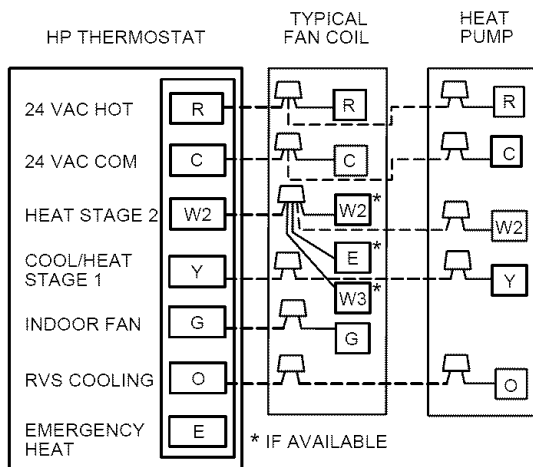 HP THERMOSTAT
TYPICAL
FAN COIL
HEAT
PUMP
24 VAC HOT
R
R
R
24 VAC COM
C
C
C
HEAT STAGE 2
W2
W2*
W2
E*
COOL/HEAT
STAGE 1
Y
W3*
Y
INDOOR FAN
G
G
RVS COOLING
O
O
EMERGENCY
HEAT
E
* IF AVAILABLE